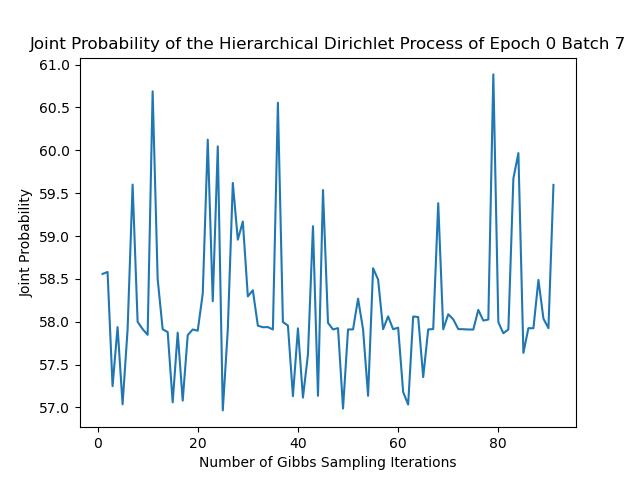 Joint Probability of the Hierarchical Dirichlet Process of Epoch 0 Batch 7
61.0
60.5
60.0
59.5
59.0
58.5
58.0
57.5
57.0
Joint Probability
0 20 40 60 80
Number of Gibbs Sampling Iterations